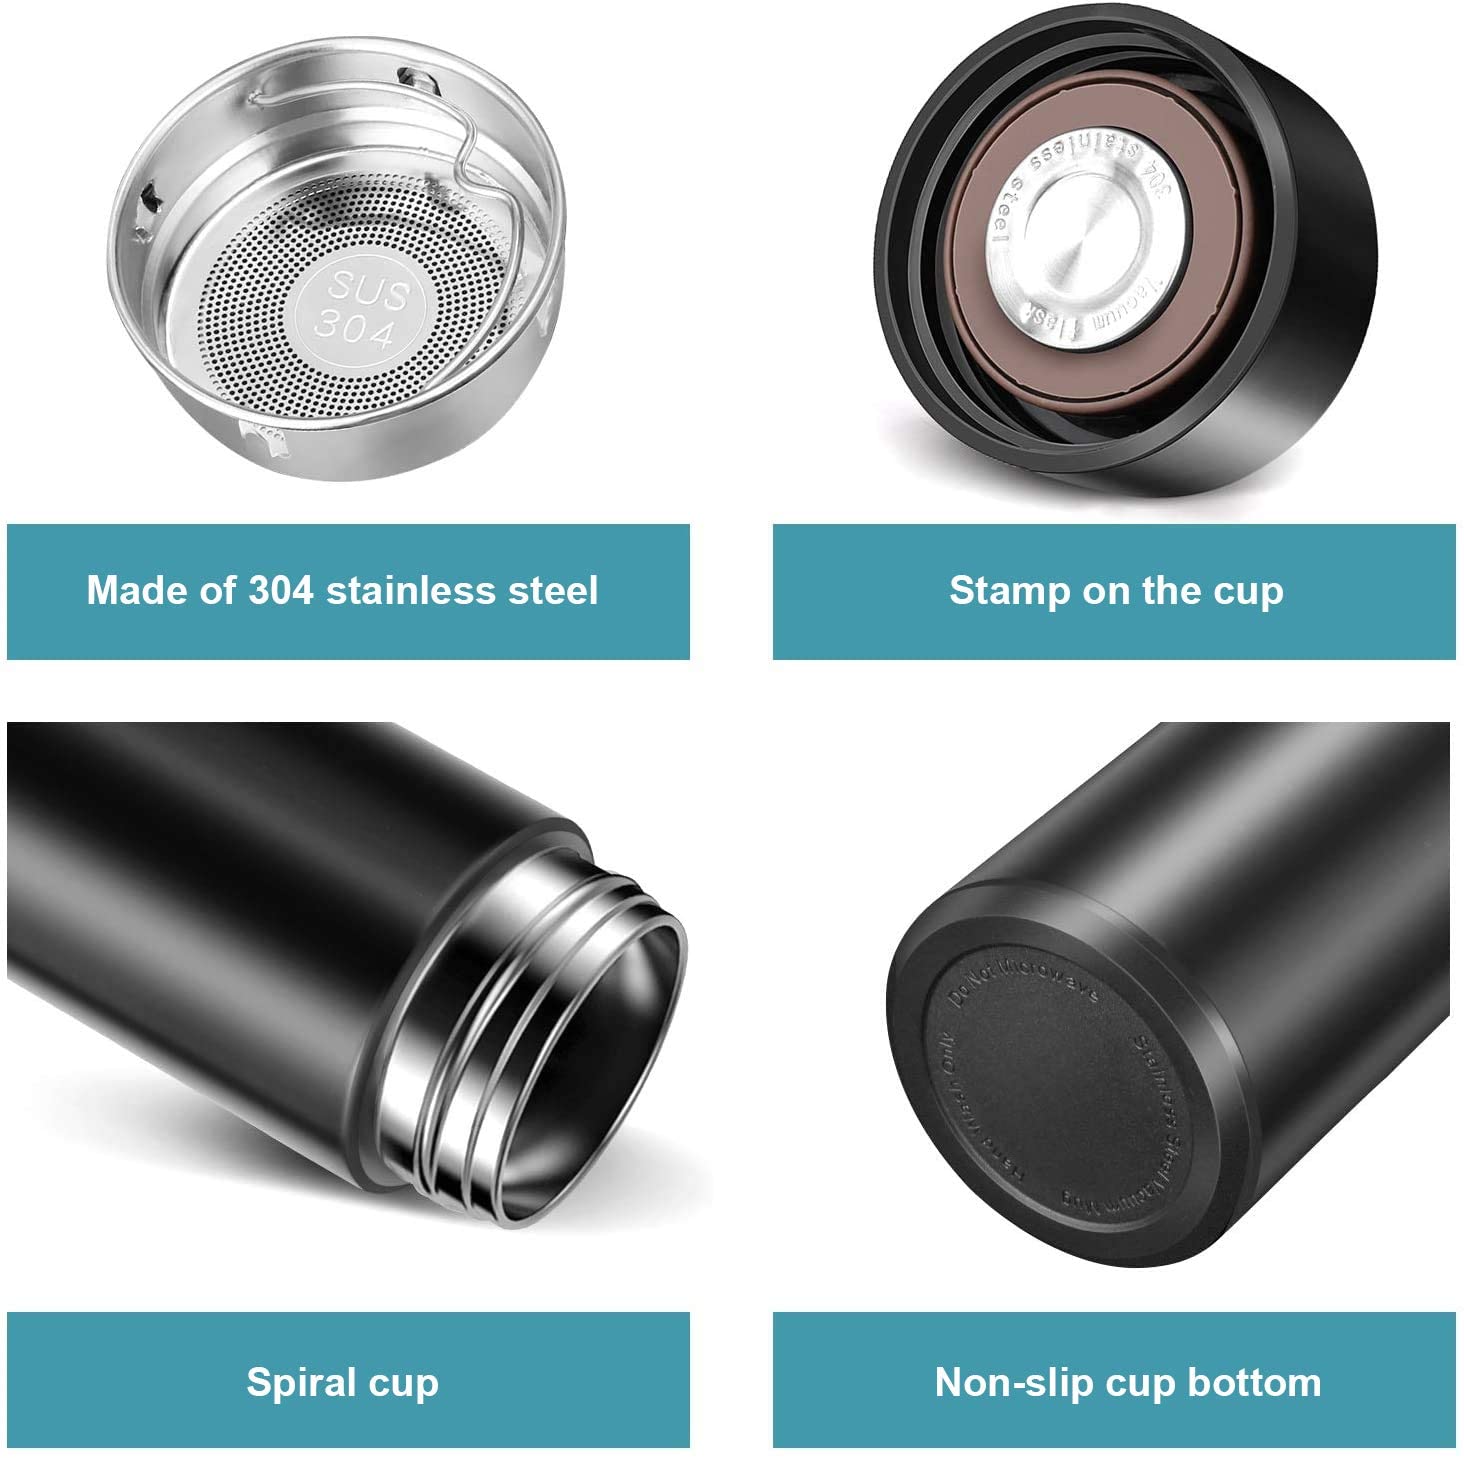 SUS
304
304 stainless steel
Vacuum flask
Made of 304 stainless steel
Stamp on the cup
Do Not Microwave
Stainless Steel Vacuum Mug
Hand Wash Only
Spiral cup
Non-slip cup bottom